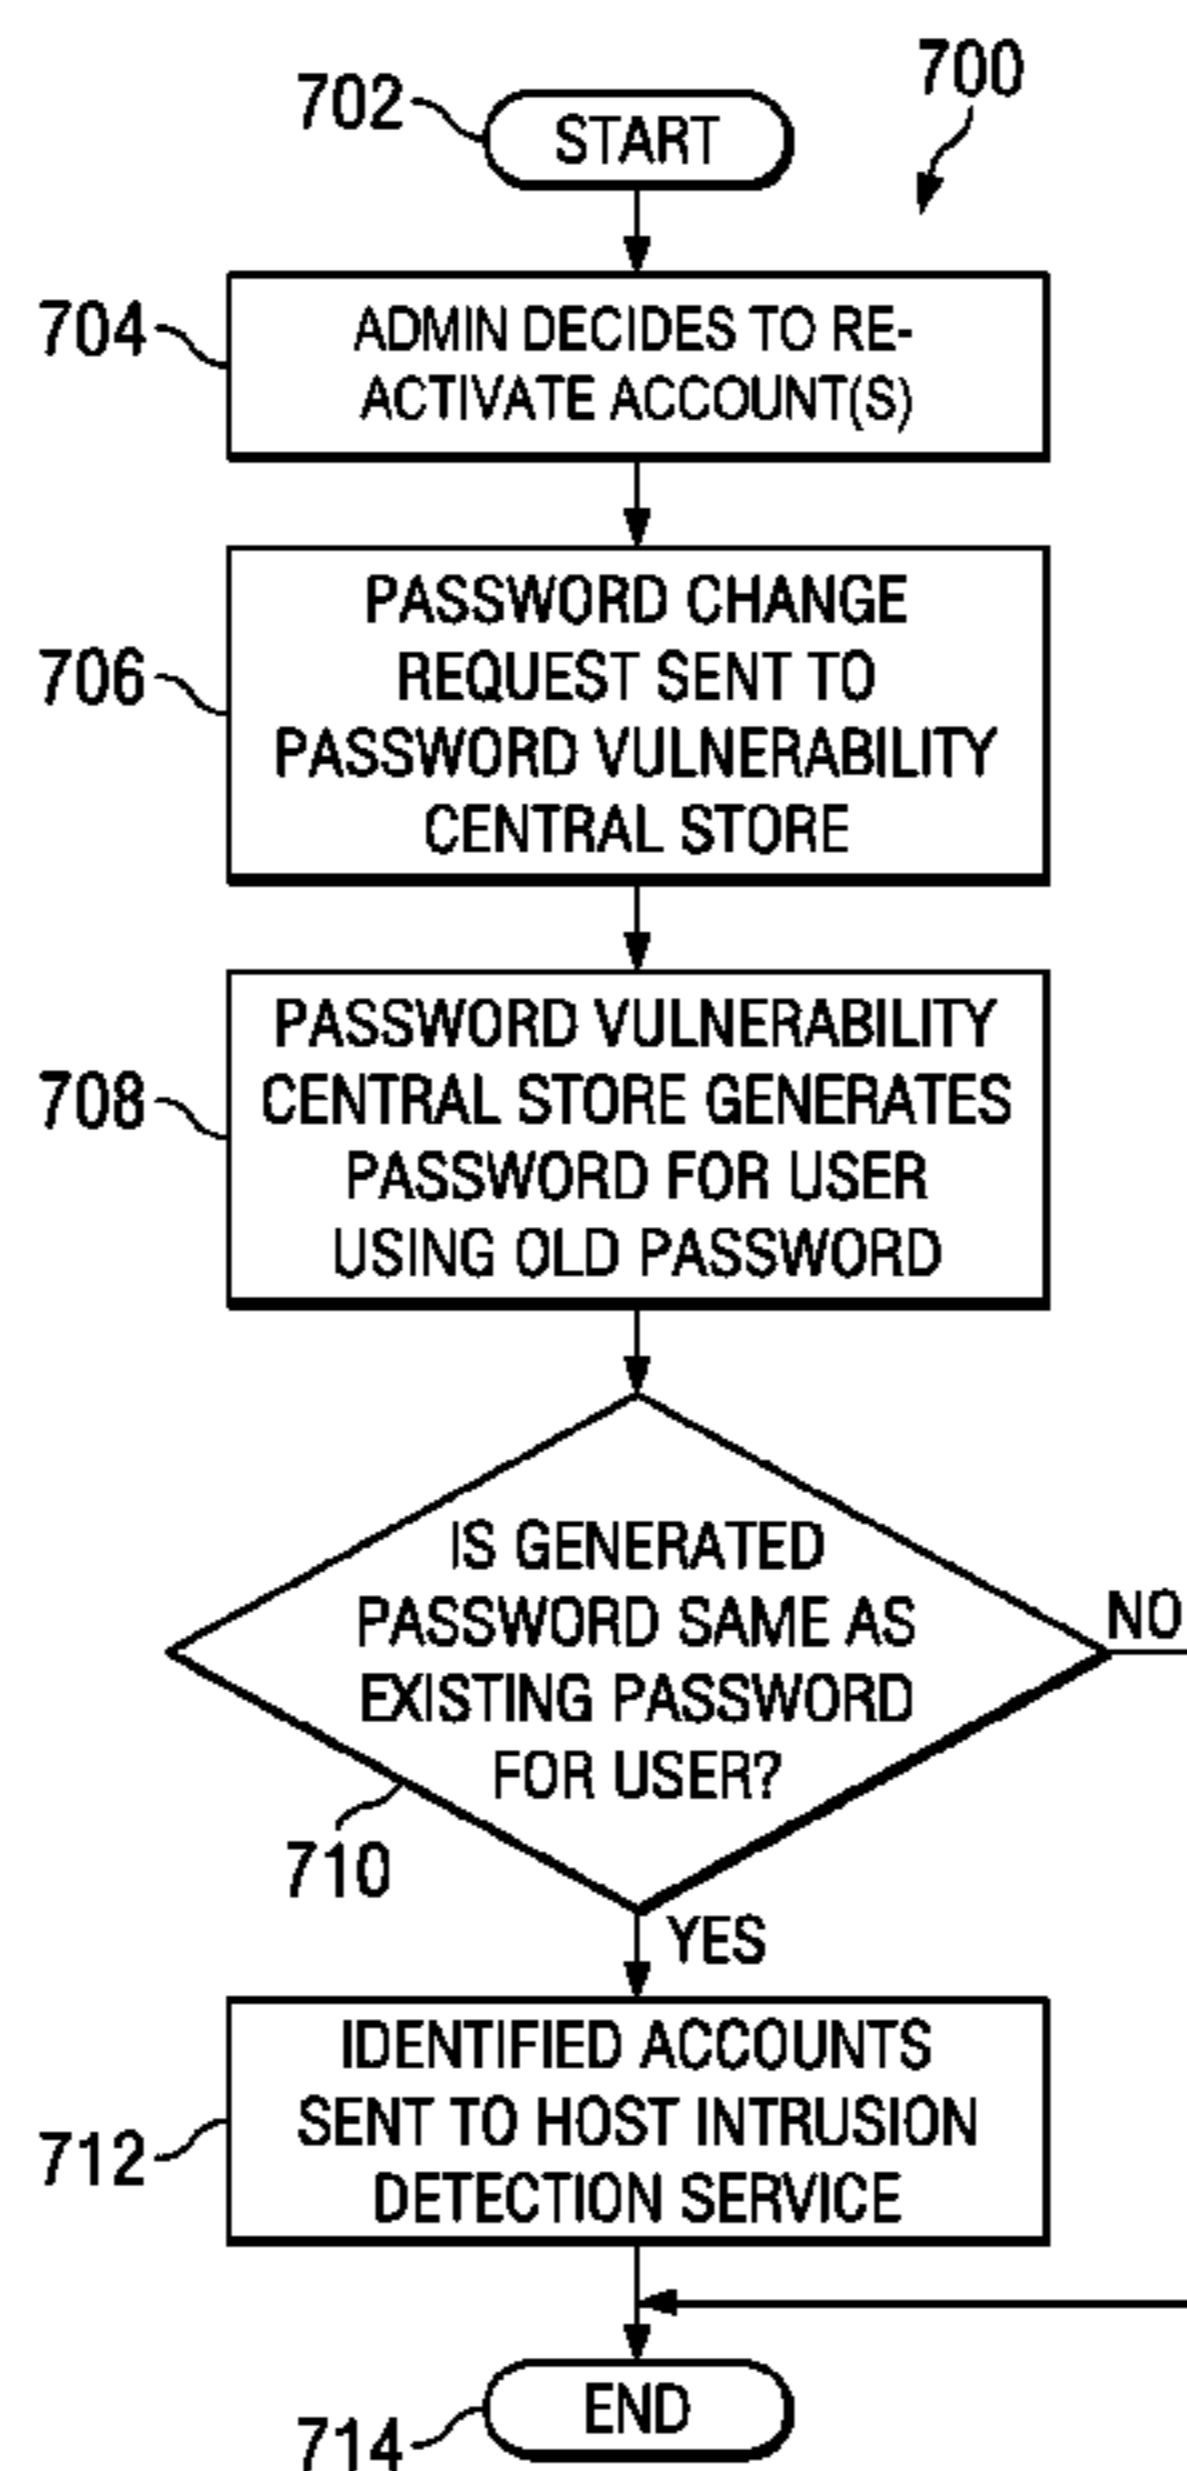 700
702
START
704
ADMIN DECIDES TO RE-
ACTIVATE ACCOUNT(S)
706
PASSWORD CHANGE
REQUEST SENT TO
PASSWORD VULNERABILITY
CENTRAL STORE
708
PASSWORD VULNERABILITY
CENTRAL STORE GENERATES
PASSWORD FOR USER
USING OLD PASSWORD
IS GENERATED
PASSWORD SAME AS
EXISTING PASSWORD
FOR USER?
NO
710
YES
712
IDENTIFIED ACCOUNTS
SENT TO HOST INTRUSION
DETECTION SERVICE
END
714